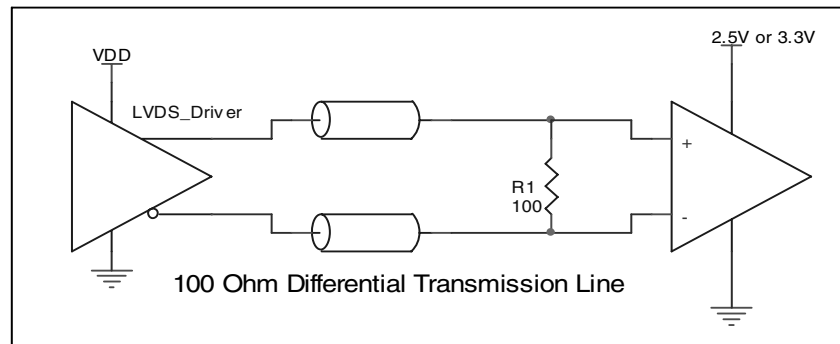 VDD
2.5V or 3.3V
LVDS_Driver
+
R1
100
-
100 Ohm Differential Transmission Line